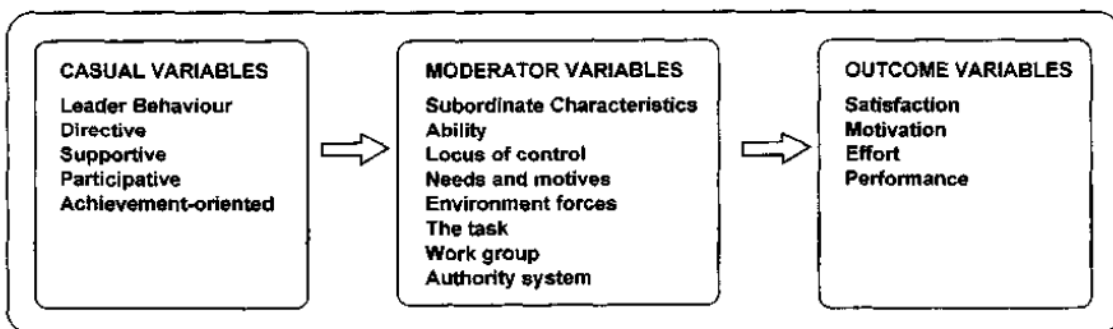 CASUAL VARIABLES
Leader Behaviour
Directive
Supportive
Participative
Achievement-oriented
MODERATOR VARIABLES
Subordinate Characteristics
Ability
Locus of control
Needs and motives
Environment forces
The task
Work group
Authority system
OUTCOME VARIABLES
Satisfaction
Motivation
Effort
Performance